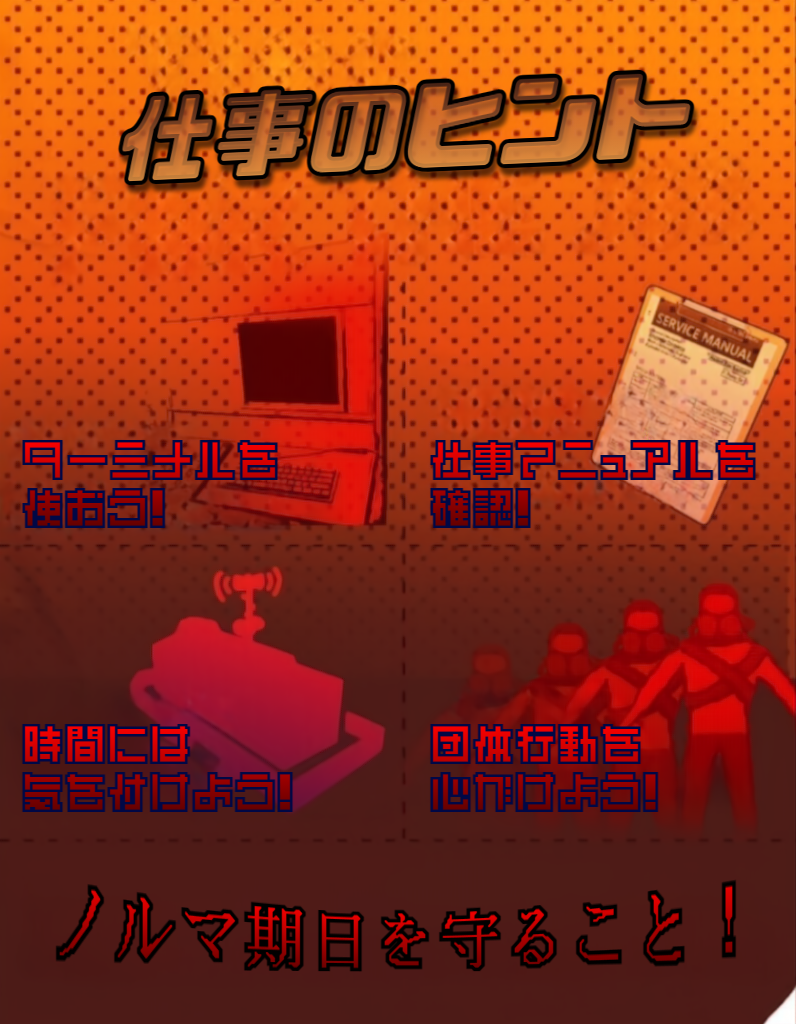 仕事のヒント
SERVICE MANUAL
ターミナルを
使おう!
仕事マニュアルを
確認!
時間には
気を付けよう!
団体行動を
心がけよう!
ノルマ期日を守ること!